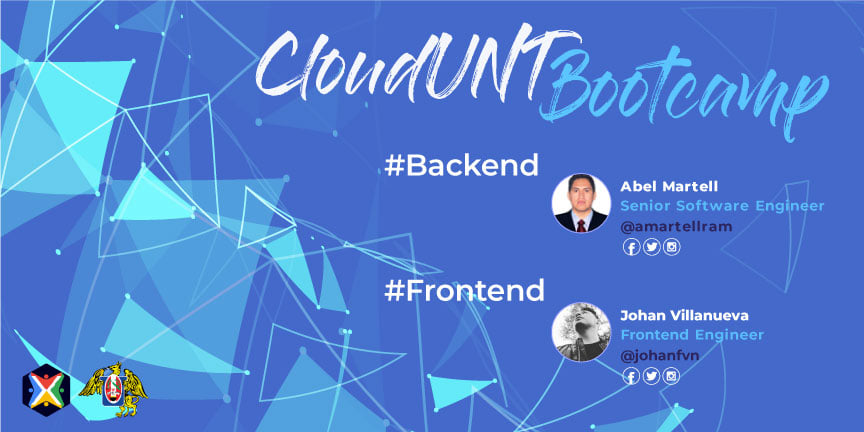 CloudUNT
Bootcamp
#Backend
Abel Martell
Senior Software Engineer
@amartellram
#Frontend
Johan Villanueva
Frontend Engineer
@johanfvn